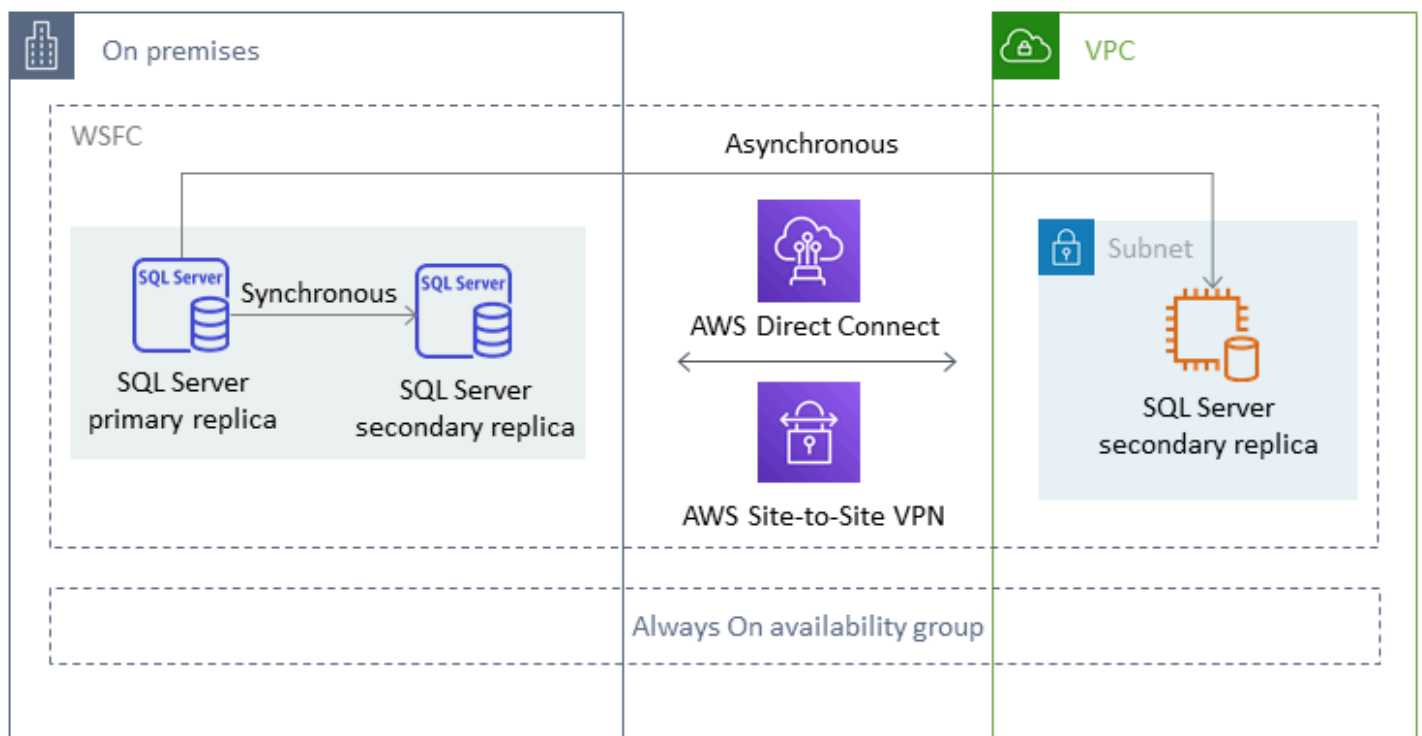 On premises
VPC
WSFC
Asynchronous
Subnet
SQL Server
Synchronous
SQL Server
AWS Direct Connect
SQL Server
primary replica
SQL Server
secondary replica
SQL Server
secondary replica
AWS Site-to-Site VPN
Always On availability group